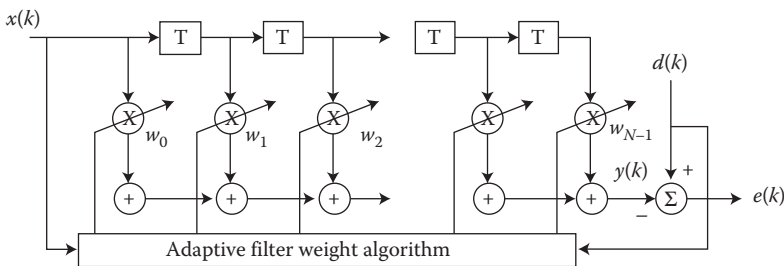 x(k)
T T T T
d(k)
X X X X X
w0 w1 w2 wN–1
y(k) +
+ + + + + Σ e(k)
–
Adaptive filter weight algorithm